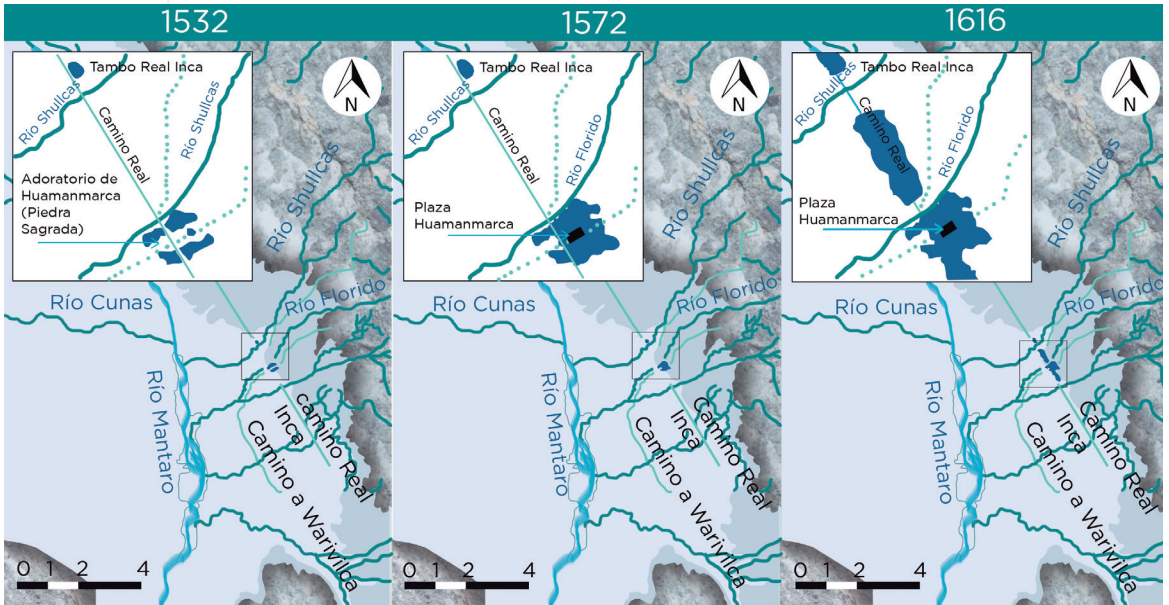 1532
Tambo Real Inca
Río Shullcas
Camino Real
Río Shullcas
Adoratorio de
Huamanmarca
(Piedra
Sagrada)
N
Río Shullcas
Río Cunas
Río Florido
Río Mantaro
camino Real
Inca
Camino a Warivilca
0 1 2 4
1572
Tambo Real Inca
Río Shullcas
Camino Real
Río Florido
Plaza
Huamanmarca
N
Río Shullcas
Río Cunas
Río Florido
Río Mantaro
Camino Real
Inca
Camino a Warivilca
0 1 2 4
1616
Tambo Real Inca
Río Shullcas
Camino Real
Río Florido
Plaza
Huamanmarca
N
Río Shullcas
Río Cunas
Río Florido
Río Mantaro
Camino Real
Inca
Camino a Warivilca
0 1 2 4